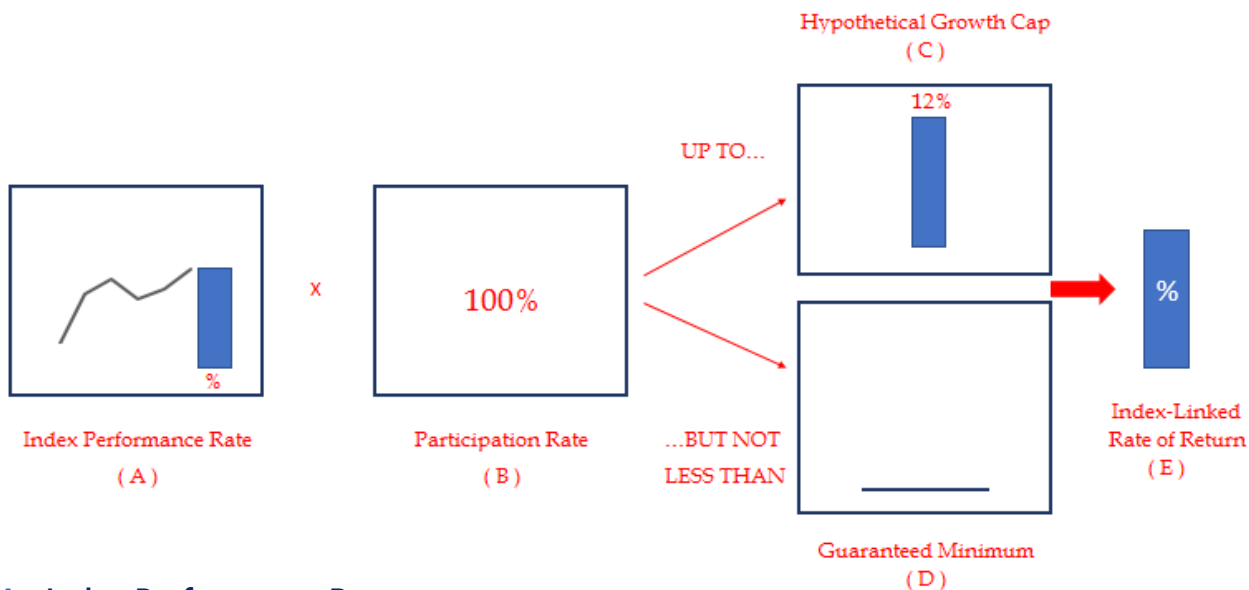 Hypothetical Growth Cap
( C )
12%
UP TO...
X
100%
%
%
Index Performance Rate
( A )
Participation Rate
( B )
...BUT NOT
LESS THAN
Index-Linked
Rate of Return
( E )
Guaranteed Minimum
( D )